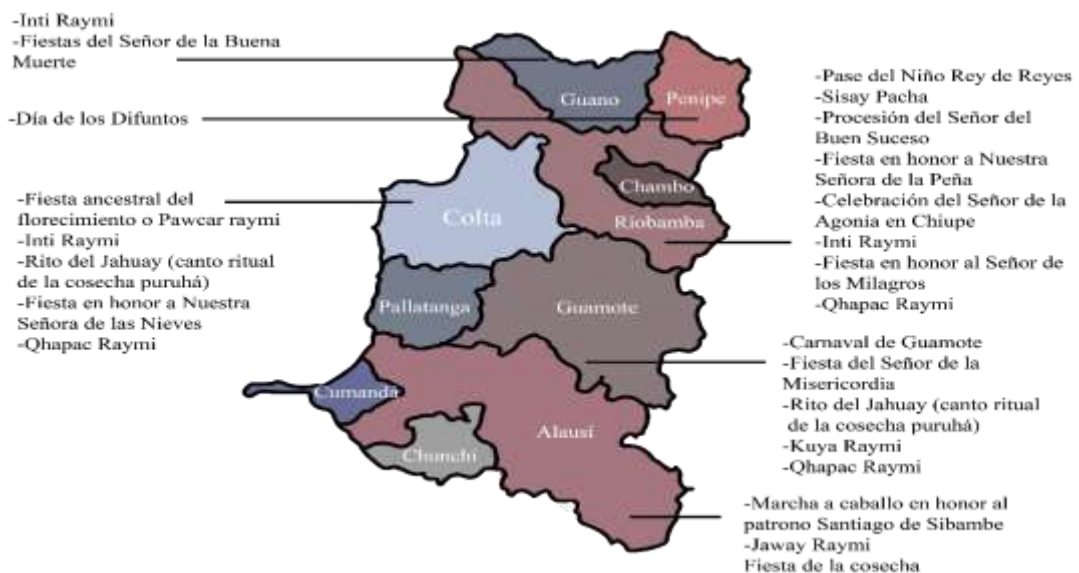 -Inti Raymi
-Fiestas del Señor de la Buena
Muerte
-Día de los Difuntos
-Fiesta ancestral del
florecimiento o Pawcar raymi
-Inti Raymi
-Rito del Jahuay (canto ritual
de la cosecha puruhá)
-Fiesta en honor a Nuestra
Señora de las Nieves
-Qhapac Raymi
Guano
Penipe
Chambo
Colta
Riobamba
Pallatanga
Guamote
Cumandá
Alausí
Chunchi
-Pase del Niño Rey de Reyes
-Sisay Pacha
-Procesión del Señor del
Buen Suceso
-Fiesta en honor a Nuestra
Señora de la Peña
-Celebración del Señor de la
Agonia en Chiupe
-Inti Raymi
-Fiesta en honor al Señor de
los Milagros
-Qhapac Raymi
-Carnaval de Guamote
-Fiesta del Señor de la
Misericordia
-Rito del Jahuay (canto ritual
de la cosecha puruhá)
-Kuya Raymi
-Qhapac Raymi
-Marcha a caballo en honor al
patrono Santiago de Sibambe
-Jaway Raymi
Fiesta de la cosecha